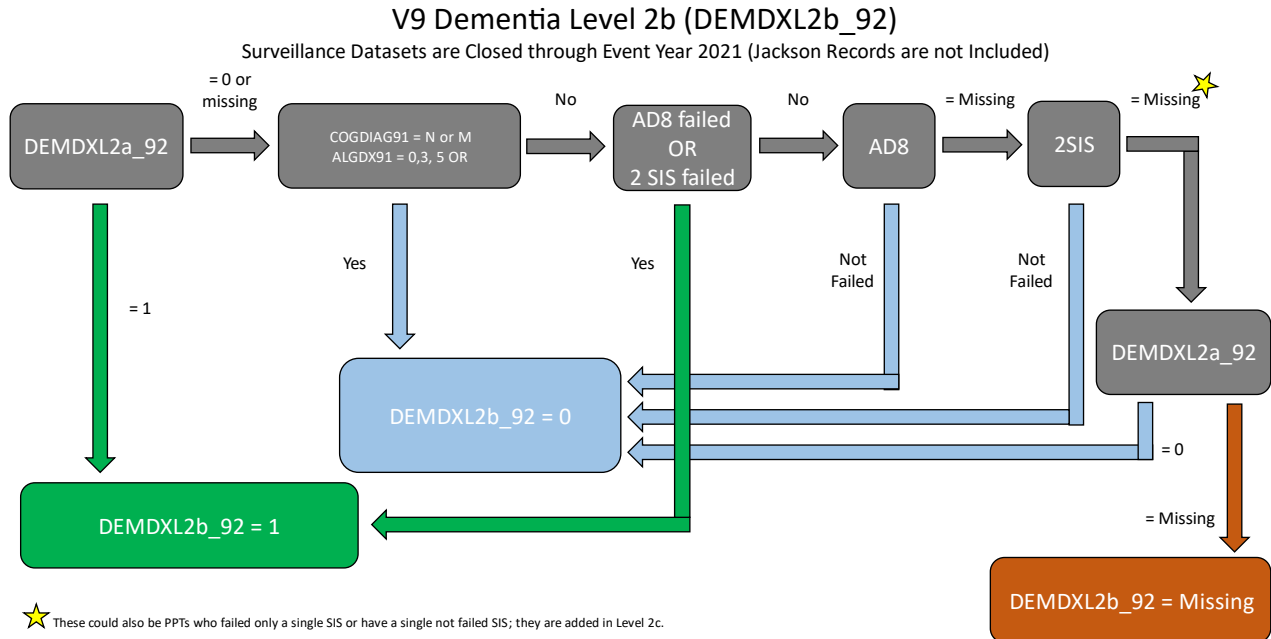 V9 Dementia Level 2b (DEMDXL2b_92)
Surveillance Datasets are Closed through Event Year 2021 (Jackson Records are not Included)
= 0 or
missing
No
No
= Missing
= Missing
DEMDXL2a_92
COGDIAG91 = N or M
ALGDX91 = 0,3, 5 OR
AD8 failed
OR
2 SIS failed
AD8
2SIS
Yes
Yes
Not
Failed
Not
Failed
= 1
DEMDXL2a_92
DEMDXL2b_92 = 0
= 0
DEMDXL2b_92 = 1
= Missing
DEMDXL2b_92 = Missing
These could also be PPTs who failed only a single SIS or have a single not failed SIS; they are added in Level 2c.